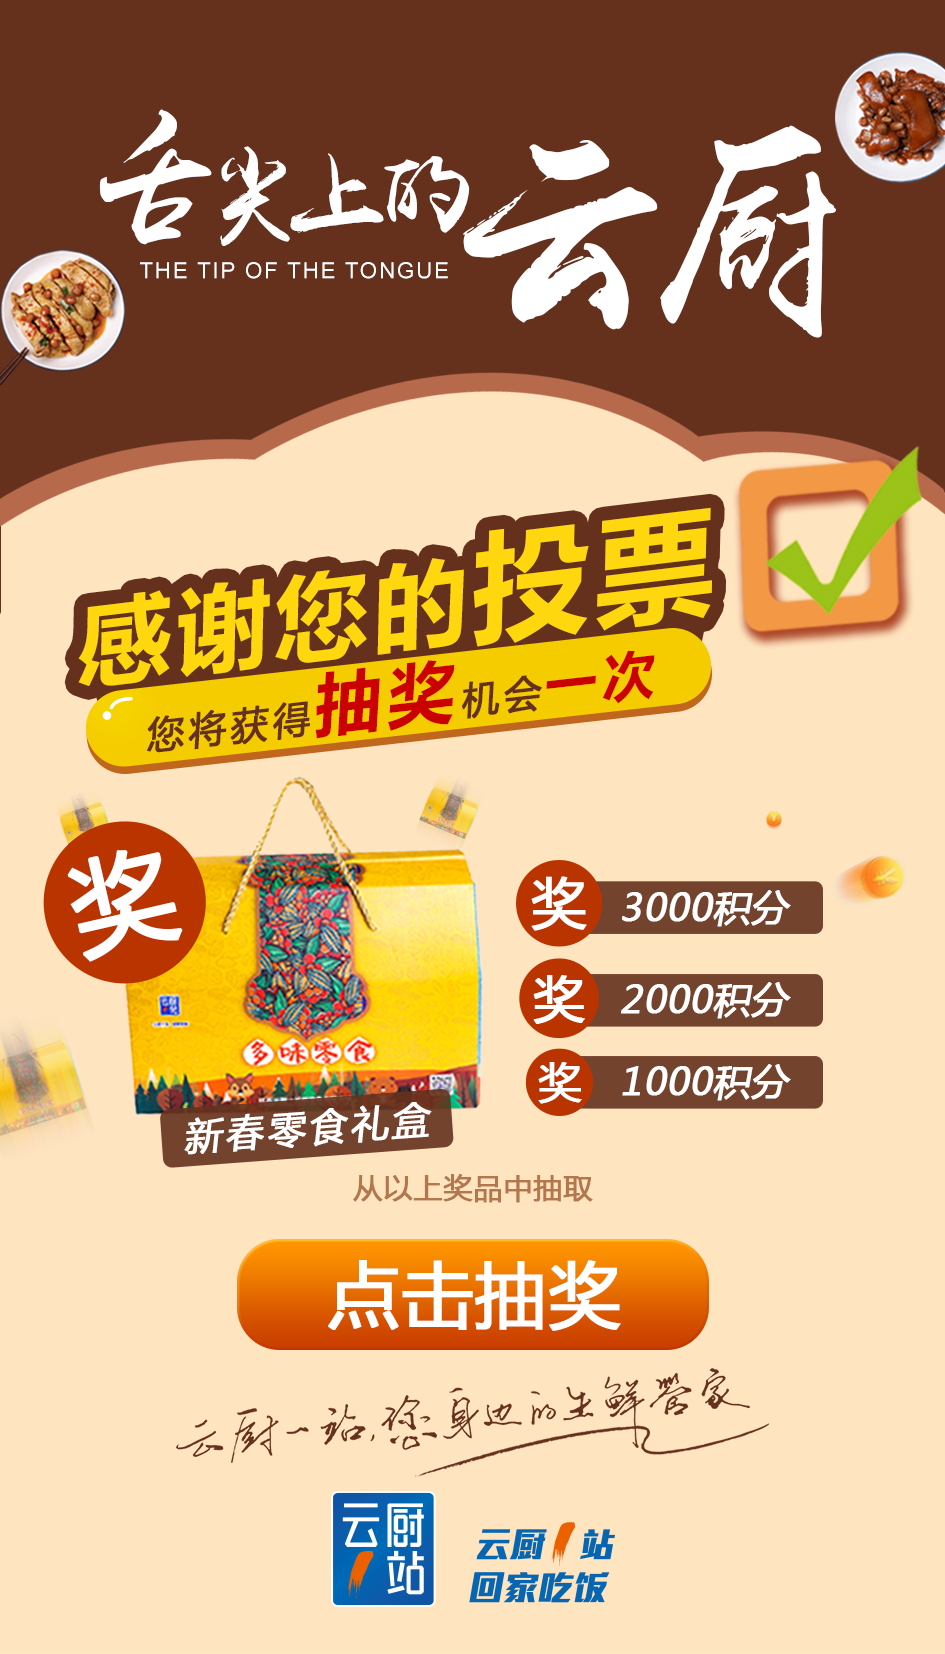 舌尖上的云厨
THE TIP OF THE TONGUE
感谢您的投票
您将获得抽奖机会一次
奖
多味零食
新春零食礼盒
奖 3000积分
奖 2000积分
奖 1000积分
从以上奖品中抽取
点击抽奖
云厨一站,您身边的生鲜管家
云厨
1站
云厨1站
回家吃饭